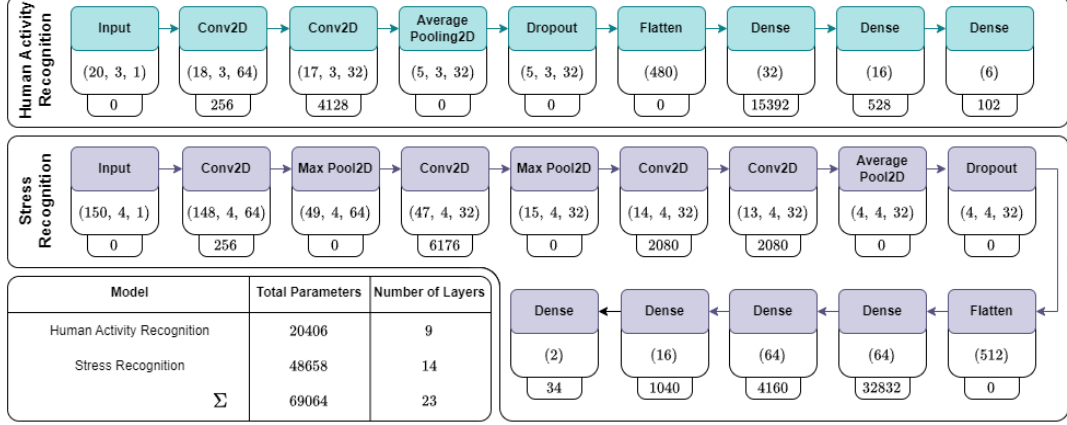 Human Activity
Recognition
Input Conv2D Conv2D Average
Pooling2D Dropout Flatten Dense Dense Dense
(20, 3, 1) (18, 3, 64) (17, 3, 32) (5, 3, 32) (5, 3, 32) (480) (32) (16) (6)
0 256 4128 0 0 0 15392 528 102
Stress
Recognition
Input Conv2D Max Pool2D Conv2D Max Pool2D Conv2D Conv2D Average
Pool2D Dropout
(150, 4, 1) (148, 4, 64) (49, 4, 64) (47, 4, 32) (15, 4, 32) (14, 4, 32) (13, 4, 32) (4, 4, 32) (4, 4, 32)
0 256 0 6176 0 2080 2080 0 0
Dense Dense Dense Dense Flatten
(2) (16) (64) (64) (512)
34 1040 4160 32832 0
Model Total Parameters Number of Layers
Human Activity Recognition 20406 9
Stress Recognition 48658 14
Σ 69064 23